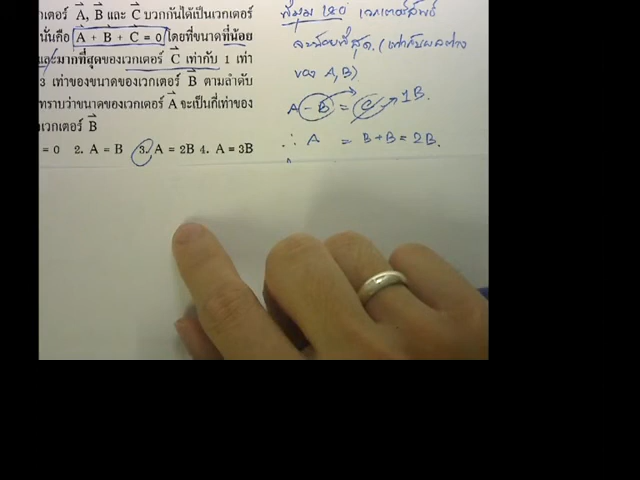 เตอร์ A, B และ C บวกกันได้เป็นเวกเตอร์
นั่นคือ A + B + C = 0 โดยที่ขนาดที่น้อย
และมากที่สุดของเวกเตอร์ C เท่ากับ 1 เท่า
3 เท่าของขนาดของเวกเตอร์ B ตามลำดับ
ทราบว่าขนาดของเวกเตอร์ A จะเป็นกี่เท่าของ
เวกเตอร์ B
= 0 2. A = B 3. A = 2B 4. A = 3B
ที่มุม 180° เวกเตอร์ลัพธ์
จะน้อยที่สุด (เท่ากับผลต่าง
ของ A, B)
A - B = C → 1B.
∴ A = B + B = 2B.